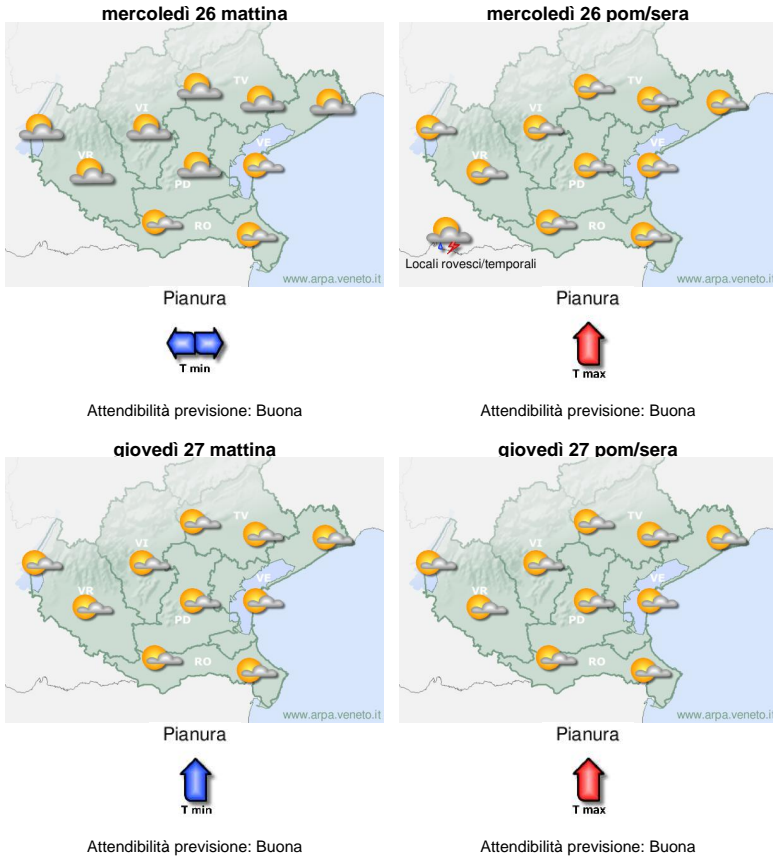 mercoledì 26 mattina
TV
VI
VE
VR
PD
RO
www.arpa.veneto.it
Pianura
T min
Attendibilità previsione: Buona
mercoledì 26 pom/sera
TV
VI
VE
VR
PD
RO
Locali rovesci/temporali
www.arpa.veneto.it
Pianura
T max
Attendibilità previsione: Buona
giovedì 27 mattina
TV
VI
VE
VR
PD
RO
www.arpa.veneto.it
Pianura
T min
Attendibilità previsione: Buona
giovedì 27 pom/sera
TV
VI
VE
VR
PD
RO
www.arpa.veneto.it
Pianura
T max
Attendibilità previsione: Buona